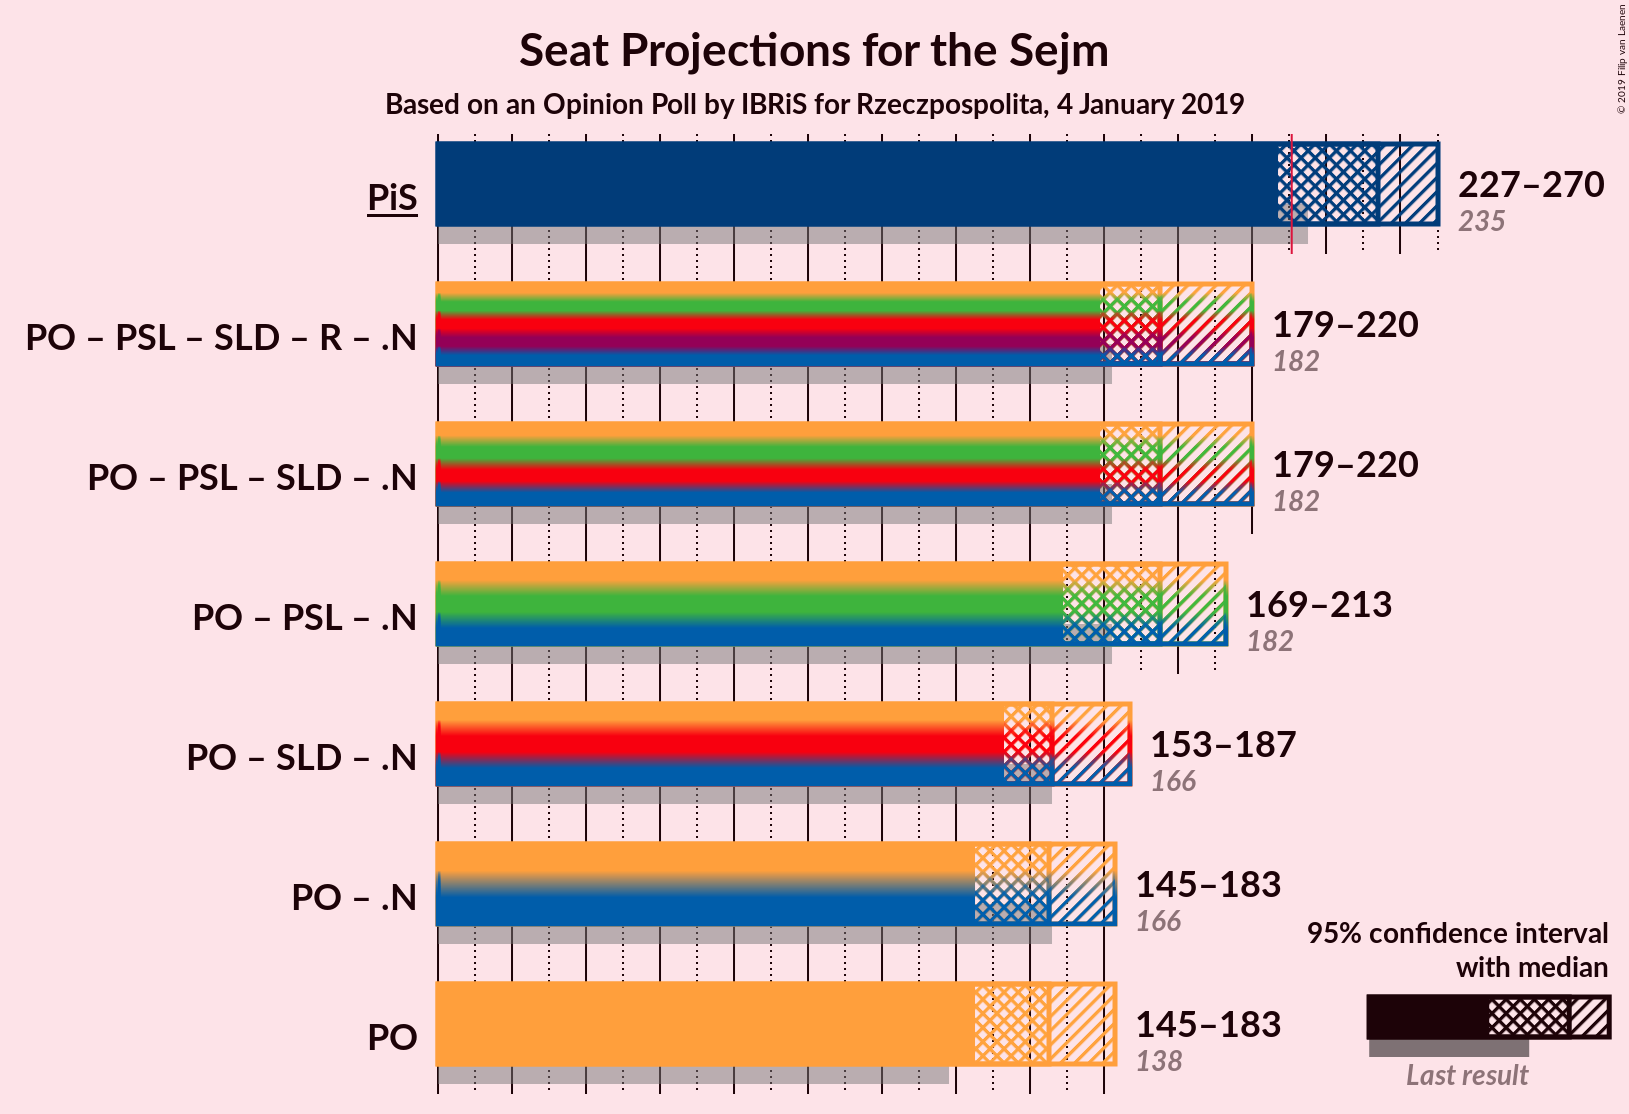 Seat Projections for the Sejm
Based on an Opinion Poll by IBRiS for Rzeczpospolita, 4 January 2019
© 2019 Filip van Laenen
PiS
227–270
235
PO – PSL – SLD – R – .N
179–220
182
PO – PSL – SLD – .N
179–220
182
PO – PSL – .N
169–213
182
PO – SLD – .N
153–187
166
PO – .N
145–183
166
PO
145–183
138
95% confidence interval
with median
Last result